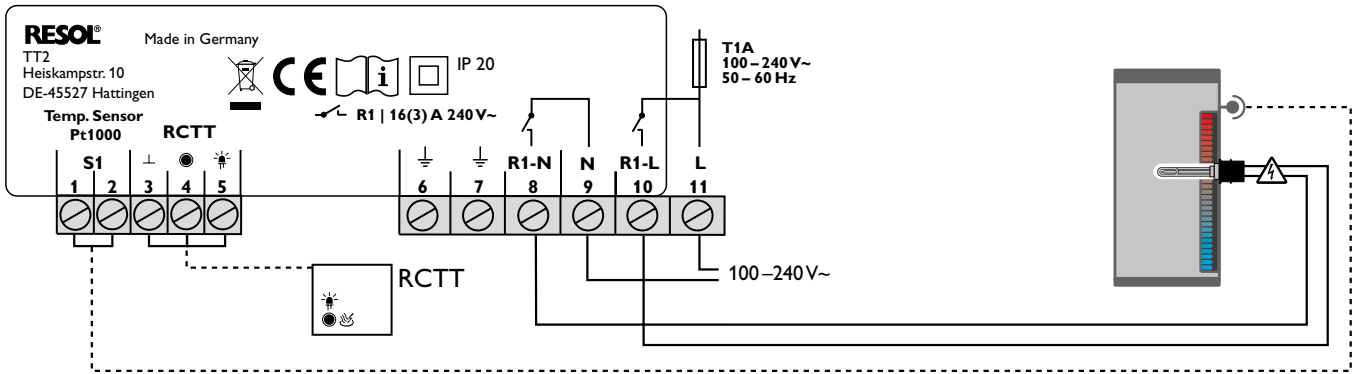 RESOL®
Made in Germany
TT2
Heiskampstr. 10
DE-45527 Hattingen
IP 20
i
T1A
100 – 240 V~
50 – 60 Hz
Temp. Sensor
Pt1000
RCTT
R1 | 16(3) A 240 V~
S1
R1-N
N
R1-L
L
1
2
3
4
5
6
7
8
9
10
11
RCTT
100 –240 V~